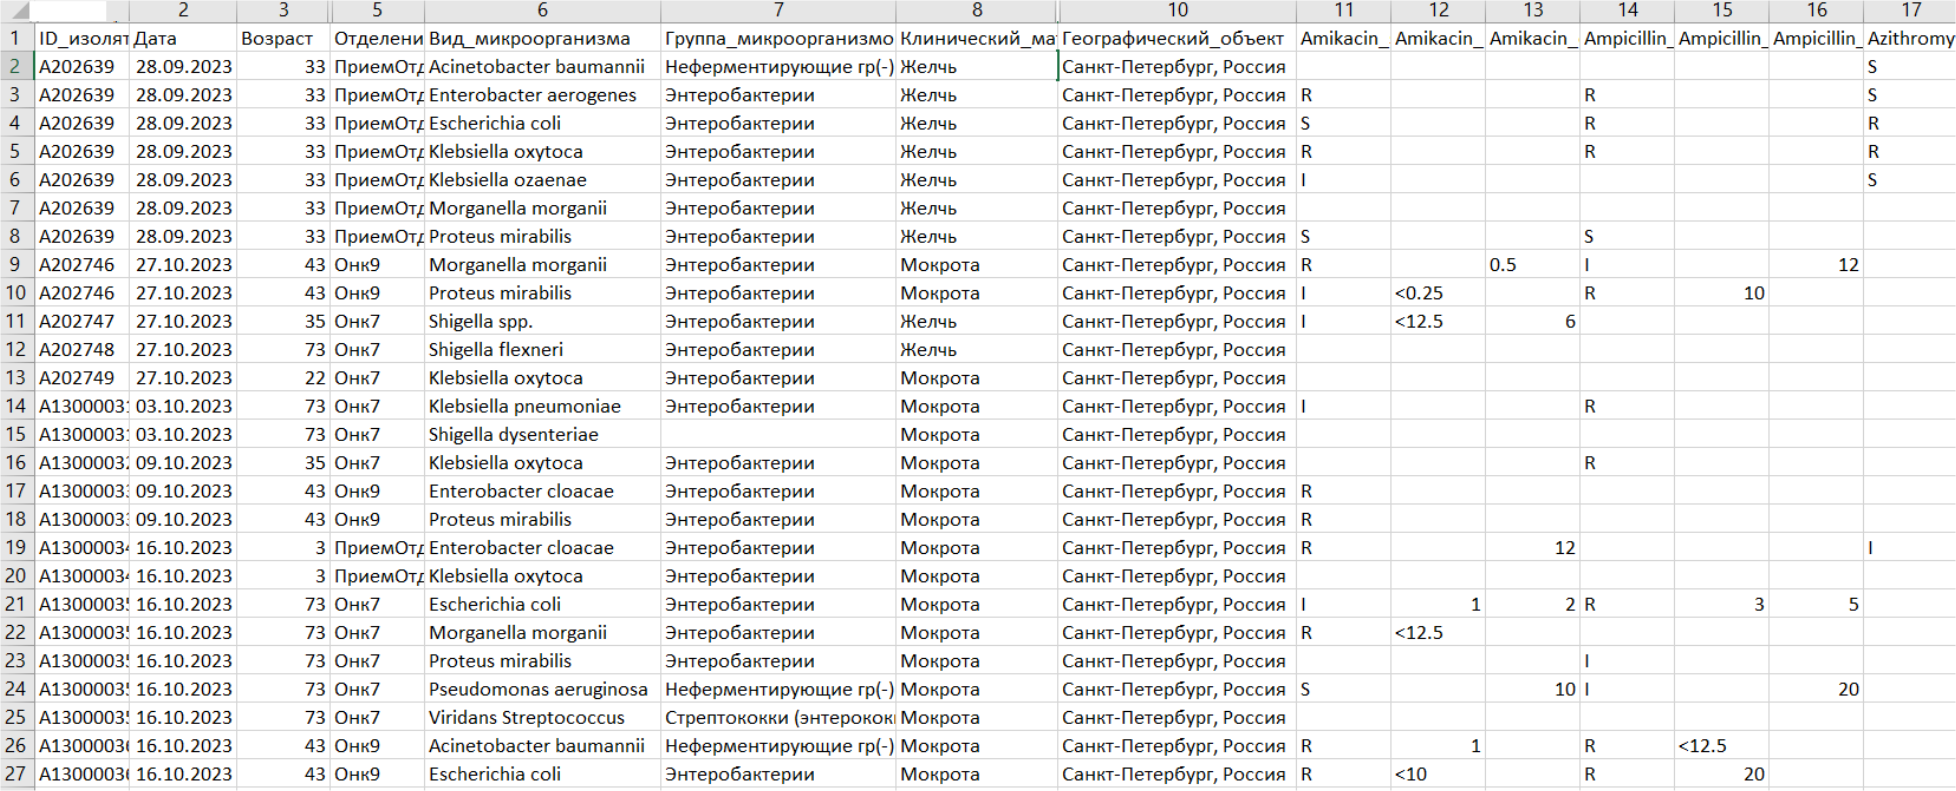 2 3 5 6 7 8 10 11 12 13 14 15 16 17
1 ID_изолят Дата Возраст Отделени Вид_микроорганизма Группа_микроорганизмо Клинический_ма Географический_объект Amikacin_ Amikacin_ Amikacin_ Ampicillin_ Ampicillin_ Ampicillin_ Azithromy
2 A202639 28.09.2023 33 ПриемОтд Acinetobacter baumannii Неферментирующие гр(-) Желчь Санкт-Петербург, Россия S
3 A202639 28.09.2023 33 ПриемОтд Enterobacter aerogenes Энтеробактерии Желчь Санкт-Петербург, Россия R R S
4 A202639 28.09.2023 33 ПриемОтд Escherichia coli Энтеробактерии Желчь Санкт-Петербург, Россия S R R
5 A202639 28.09.2023 33 ПриемОтд Klebsiella oxytoca Энтеробактерии Желчь Санкт-Петербург, Россия R R R
6 A202639 28.09.2023 33 ПриемОтд Klebsiella ozaenae Энтеробактерии Желчь Санкт-Петербург, Россия I S
7 A202639 28.09.2023 33 ПриемОтд Morganella morganii Энтеробактерии Желчь Санкт-Петербург, Россия
8 A202639 28.09.2023 33 ПриемОтд Proteus mirabilis Энтеробактерии Желчь Санкт-Петербург, Россия S S
9 A202746 27.10.2023 43 Онк9 Morganella morganii Энтеробактерии Мокрота Санкт-Петербург, Россия R 0.5 I 12
10 A202746 27.10.2023 43 Онк9 Proteus mirabilis Энтеробактерии Мокрота Санкт-Петербург, Россия I <0.25 R 10
11 A202747 27.10.2023 35 Онк7 Shigella spp. Энтеробактерии Желчь Санкт-Петербург, Россия I <12.5 6
12 A202748 27.10.2023 73 Онк7 Shigella flexneri Энтеробактерии Желчь Санкт-Петербург, Россия
13 A202749 27.10.2023 22 Онк7 Klebsiella oxytoca Энтеробактерии Мокрота Санкт-Петербург, Россия
14 A1300003 03.10.2023 73 Онк7 Klebsiella pneumoniae Энтеробактерии Мокрота Санкт-Петербург, Россия I R
15 A1300003 03.10.2023 73 Онк7 Shigella dysenteriae Мокрота Санкт-Петербург, Россия
16 A1300003 09.10.2023 35 Онк7 Klebsiella oxytoca Энтеробактерии Мокрота Санкт-Петербург, Россия R
17 A1300003 09.10.2023 43 Онк9 Enterobacter cloacae Энтеробактерии Мокрота Санкт-Петербург, Россия R
18 A1300003 09.10.2023 43 Онк9 Proteus mirabilis Энтеробактерии Мокрота Санкт-Петербург, Россия R
19 A1300003 16.10.2023 3 ПриемОтд Enterobacter cloacae Энтеробактерии Мокрота Санкт-Петербург, Россия R 12 I
20 A1300003 16.10.2023 3 ПриемОтд Klebsiella oxytoca Энтеробактерии Мокрота Санкт-Петербург, Россия
21 A1300003 16.10.2023 73 Онк7 Escherichia coli Энтеробактерии Мокрота Санкт-Петербург, Россия I 1 2 R 3 5
22 A1300003 16.10.2023 73 Онк7 Morganella morganii Энтеробактерии Мокрота Санкт-Петербург, Россия R <12.5
23 A1300003 16.10.2023 73 Онк7 Proteus mirabilis Энтеробактерии Мокрота Санкт-Петербург, Россия I
24 A1300003 16.10.2023 73 Онк7 Pseudomonas aeruginosa Неферментирующие гр(-) Мокрота Санкт-Петербург, Россия S 10 I 20
25 A1300003 16.10.2023 73 Онк7 Viridans Streptococcus Стрептококки (энтерокок Мокрота Санкт-Петербург, Россия
26 A1300003 16.10.2023 43 Онк9 Acinetobacter baumannii Неферментирующие гр(-) Мокрота Санкт-Петербург, Россия R 1 R <12.5
27 A1300003 16.10.2023 43 Онк9 Escherichia coli Энтеробактерии Мокрота Санкт-Петербург, Россия R <10 R 20